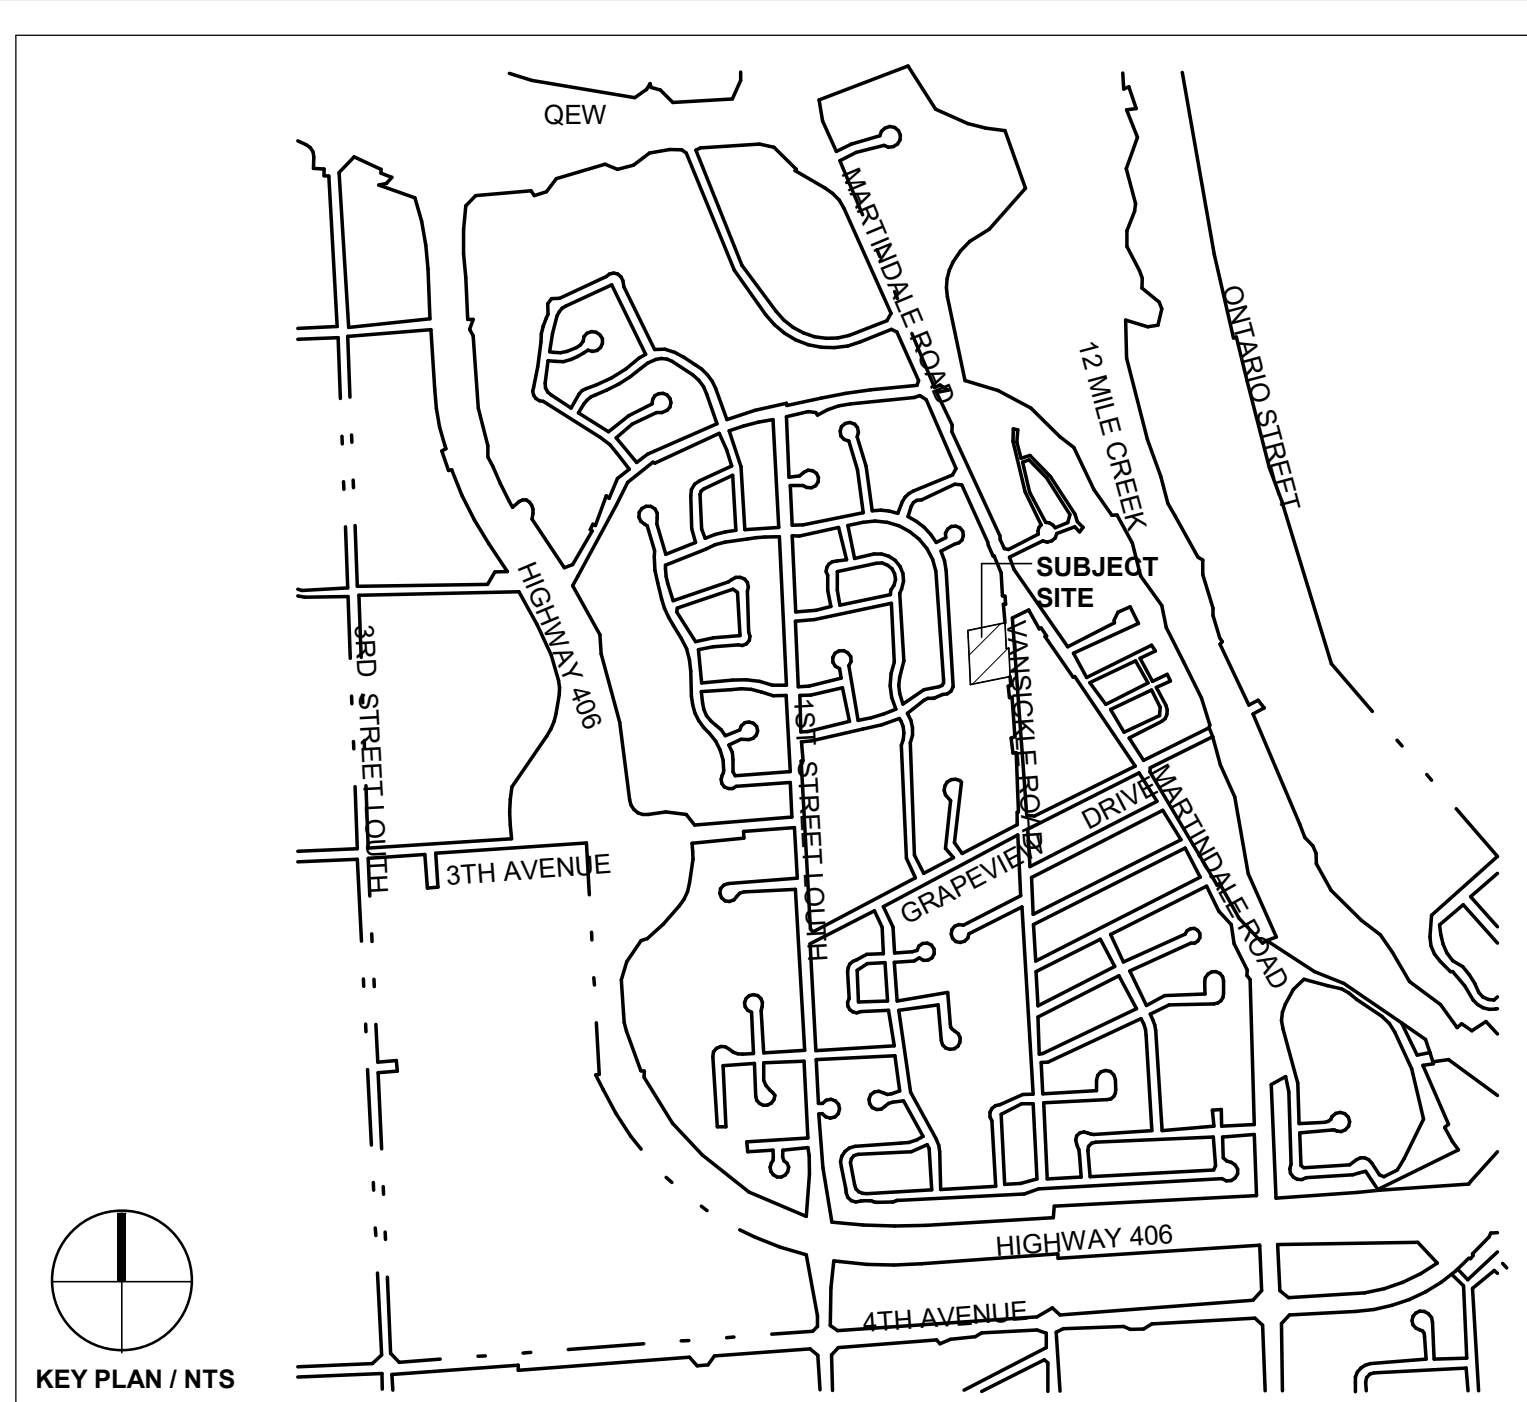 QEW
MARTINDALE ROAD
ONTARIO STREET
12 MILE CREEK
SUBJECT
SITE
HIGHWAY 406
3RD STREET LOUTH
VANSICKLE ROAD
1ST STREET LOUTH
MARTINDALE ROAD
GRAPEVIEW DRIVE
3TH AVENUE
HIGHWAY 406
4TH AVENUE
KEY PLAN / NTS